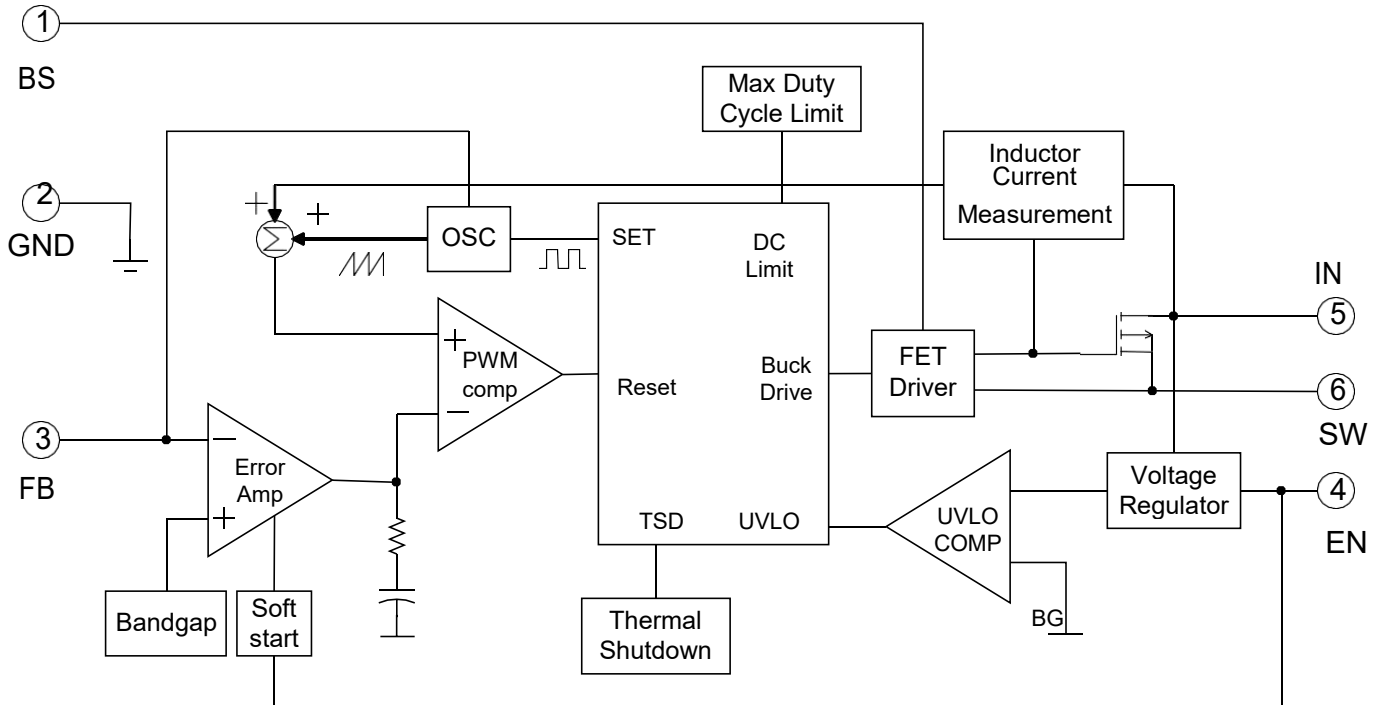 1
BS
Max Duty
Cycle Limit
Inductor
Current
Measurement
2
GND
+
+
Σ
OSC
SET
DC
Limit
IN
5
+
PWM
comp
−
Reset
Buck
Drive
FET
Driver
6
SW
3
FB
−
Error
Amp
+
Voltage
Regulator
4
EN
TSD
UVLO
UVLO
COMP
BG
Bandgap
Soft
start
Thermal
Shutdown